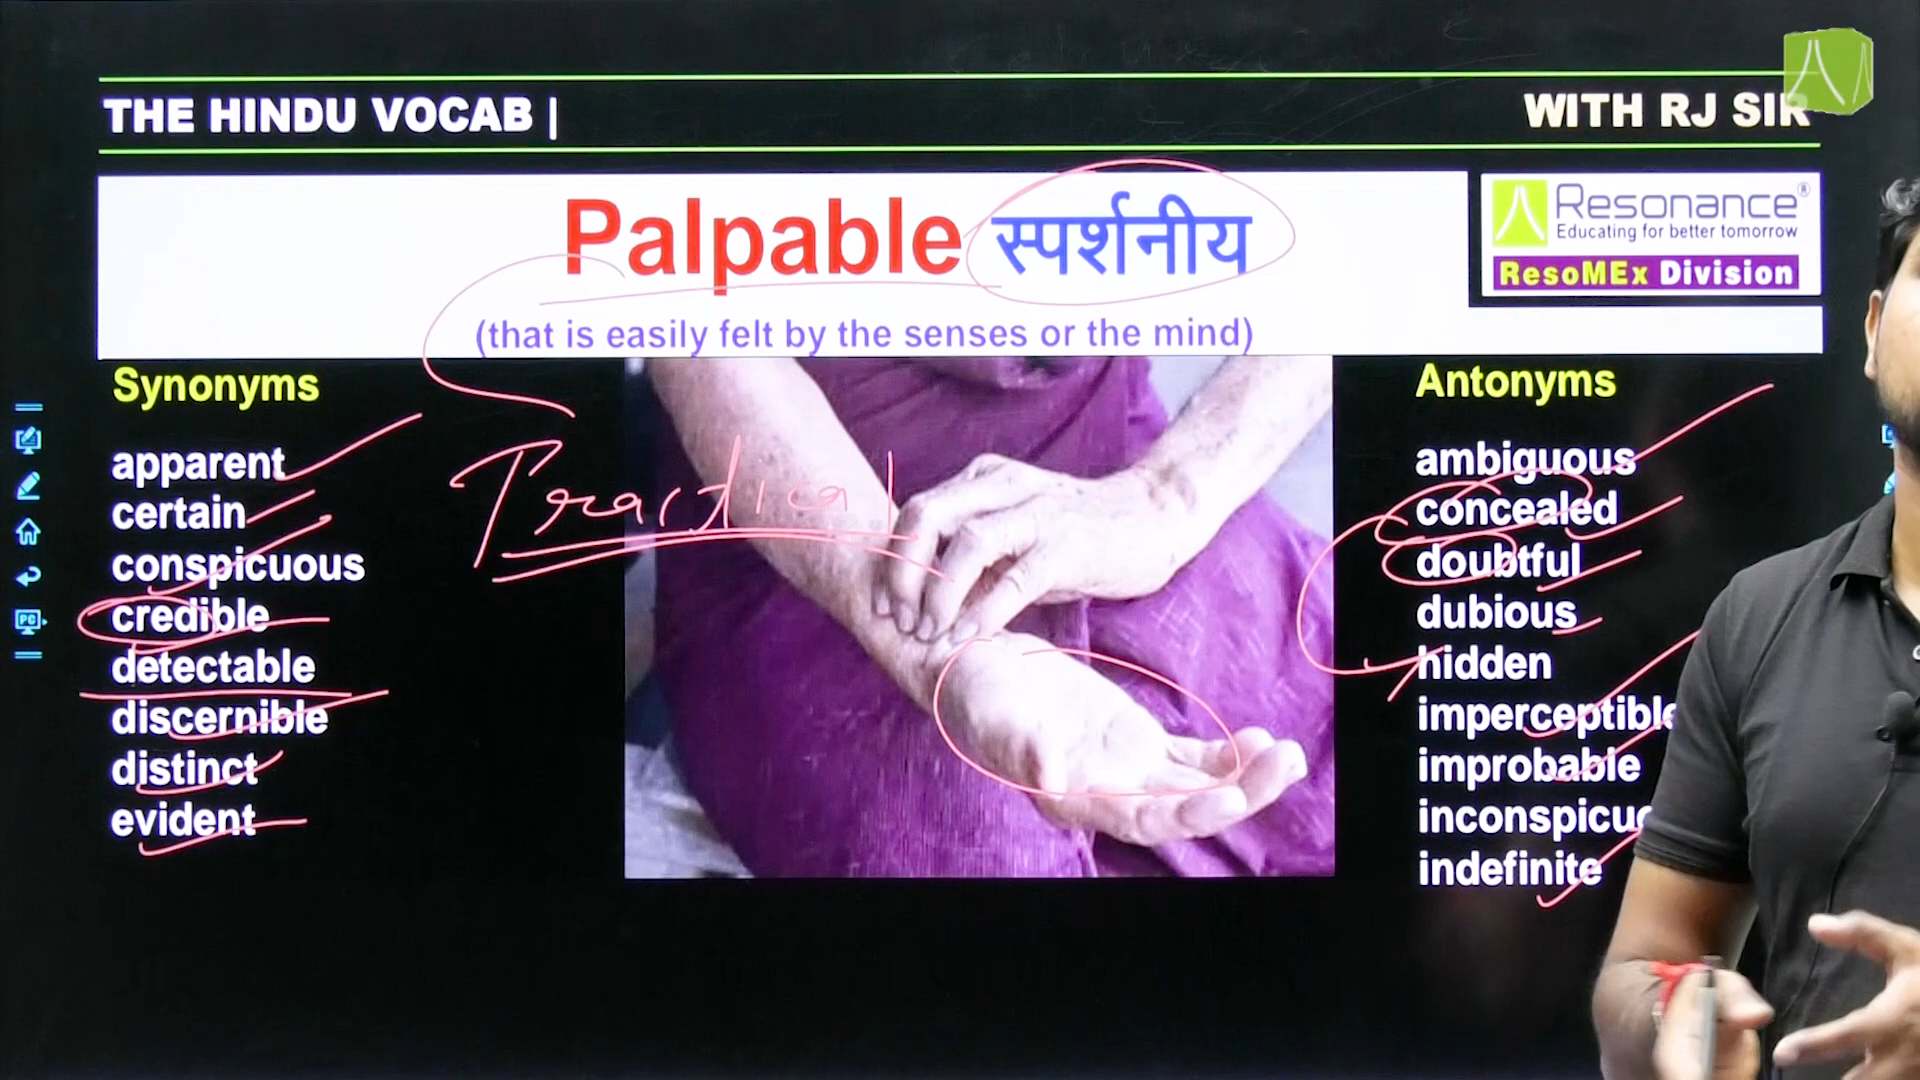 THE HINDU VOCAB |
WITH RJ SIR
Palpable स्पर्शनीय
(that is easily felt by the senses or the mind)
Resonance®
Educating for better tomorrow
ResoMEx Division
Synonyms
apparent
certain
conspicuous
credible
detectable
discernible
distinct
evident
Practical
Antonyms
ambiguous
concealed
doubtful
dubious
hidden
imperceptible
improbable
inconspicuo
indefinite
PC